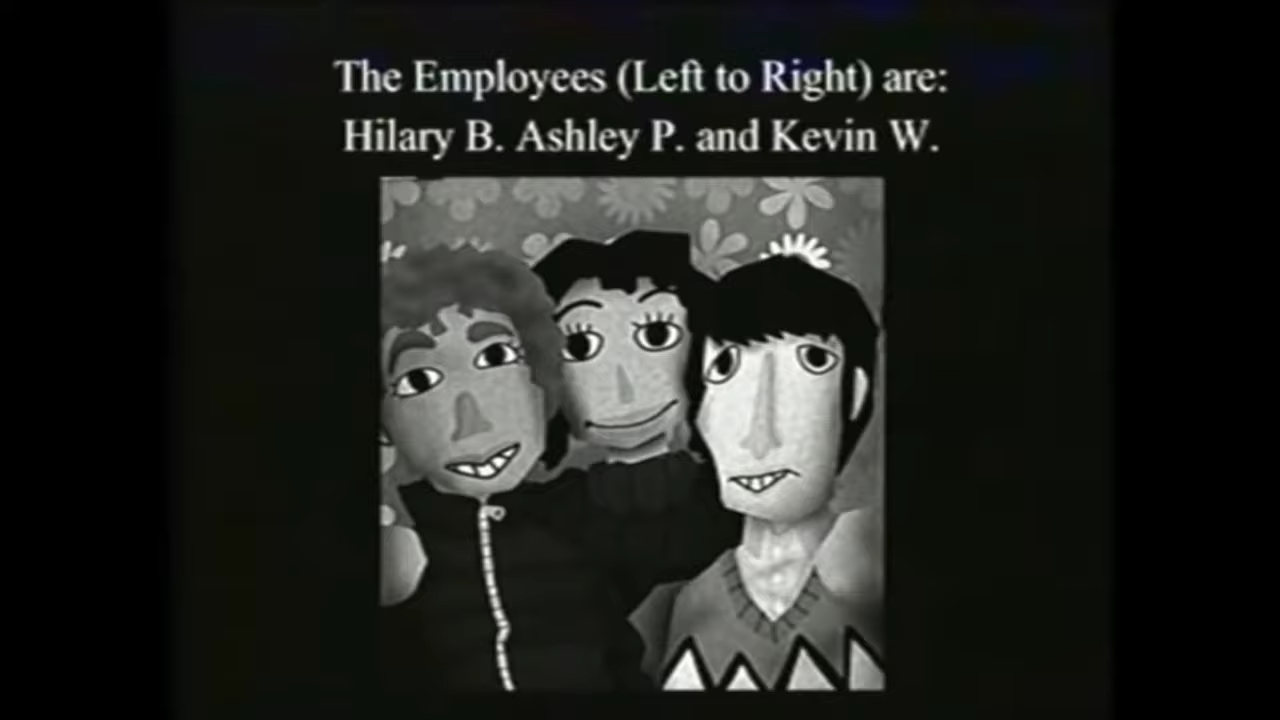 The Employees (Left to Right) are:
Hilary B. Ashley P. and Kevin W.